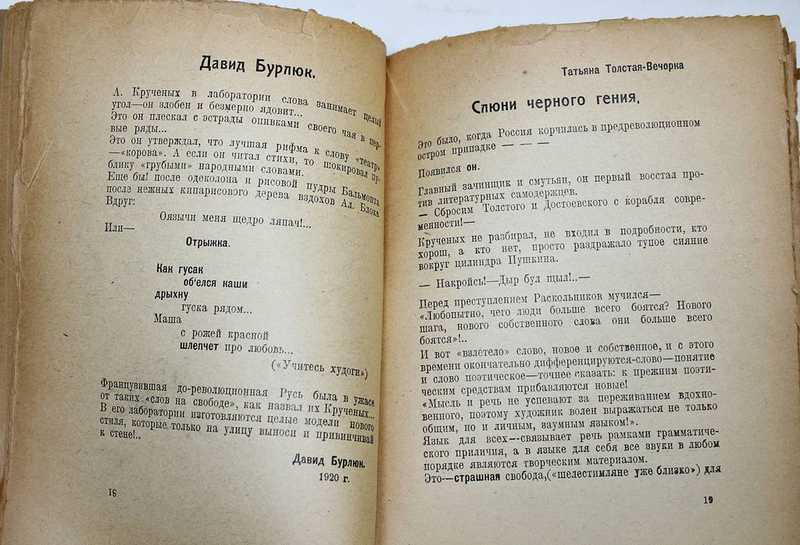 Давид Бурлюк.
А. Крученых в лаборатории слова занимает целый
угол—он злобен и безмерно ядовит...
Это он плескал с эстрады опивками своего чая в пер-
вые ряды...
Это он утверждал, что лучшая рифма к слову «театр»
—«корова». А если он читал стихи, то шокировал пу-
блику «грубыми» народными словами.
Еще бы! после одеколона и рисовой пудры Бальмонта
после нежных кипарисового дерева вздохов Ал. Блока
Вдруг:
Оязычи меня щедро ляпач!...
Или—
Отрыжка.
Как гусак
об'елся каши
дрыхну
гуска рядом...
Маша
с рожей красной
шлепчет про любовь...
(«Учитесь худоги»)
Французившая до-революционная Русь была в ужасе
от таких „слов на свободе", как назвал их Крученых...
В его лаборатории изготовляются целые модели нового
стиля, которые только на улицу выноси и привинчивай
к стене!..
Давид Бурлюк.
1920 г.
18
Татьяна Толстая-Вечорка
Слюни черного гения.
Это было, когда Россия корчилась в предреволюционном
остром припадке — — —
Появился он.
Главный зачинщик и смутьян, он первый восстал про-
тив литературных самодержцев.
— Сбросим Толстого и Достоевского с корабля совре-
менности!—
Крученых не разбирал, не входил в подробности, кто
хорош, а кто нет, просто раздражало тупое сияние
вокруг цилиндра Пушкина.
— Накройсь!—Дыр бул щыл!..—
Перед преступлением Раскольников мучился—
«Любопытно, чего люди больше всего боятся? Нового
шага, нового собственного слова они больше всего
боятся»!..
И вот «взлетело» слово, новое и собственное, и с этого
времени окончательно дифференцируются-слово—понятие
и слово поэтическое—точнее сказать: к прежним поэти-
ческим средствам прибавляются новые!
«Мысль и речь не успевают за переживанием вдохно-
венного, поэтому художник волен выражаться не только
общим, но и личным, заумным языком!».
Язык для всех—связывает речь рамками грамматиче-
ского приличия, а в языке для себя все звуки в любом
порядке являются творческим материалом.
Это—страшная свобода,(«шелестимляне уже близко») для
19